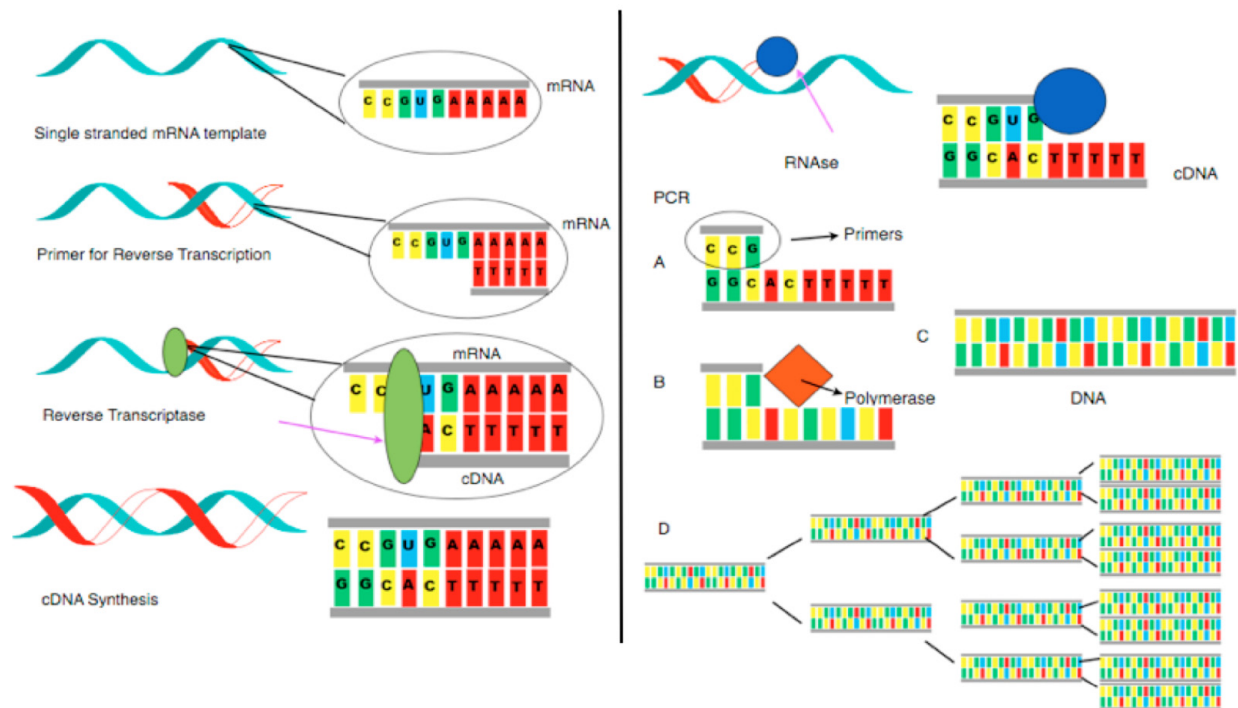 mRNA
C C G U G A A A A A
Single stranded mRNA template
mRNA
C C G U G A A A A A
T T T T T
Primer for Reverse Transcription
mRNA
C C U G A A A A A
A C T T T T T
Reverse Transcriptase
cDNA
C C G U G A A A A A
G G C A C T T T T T
cDNA Synthesis
RNAse
C C G U G
G G C A C T T T T T
cDNA
PCR
Primers
C C G
A
G G C A C T T T T T
C
B
Polymerase
DNA
D